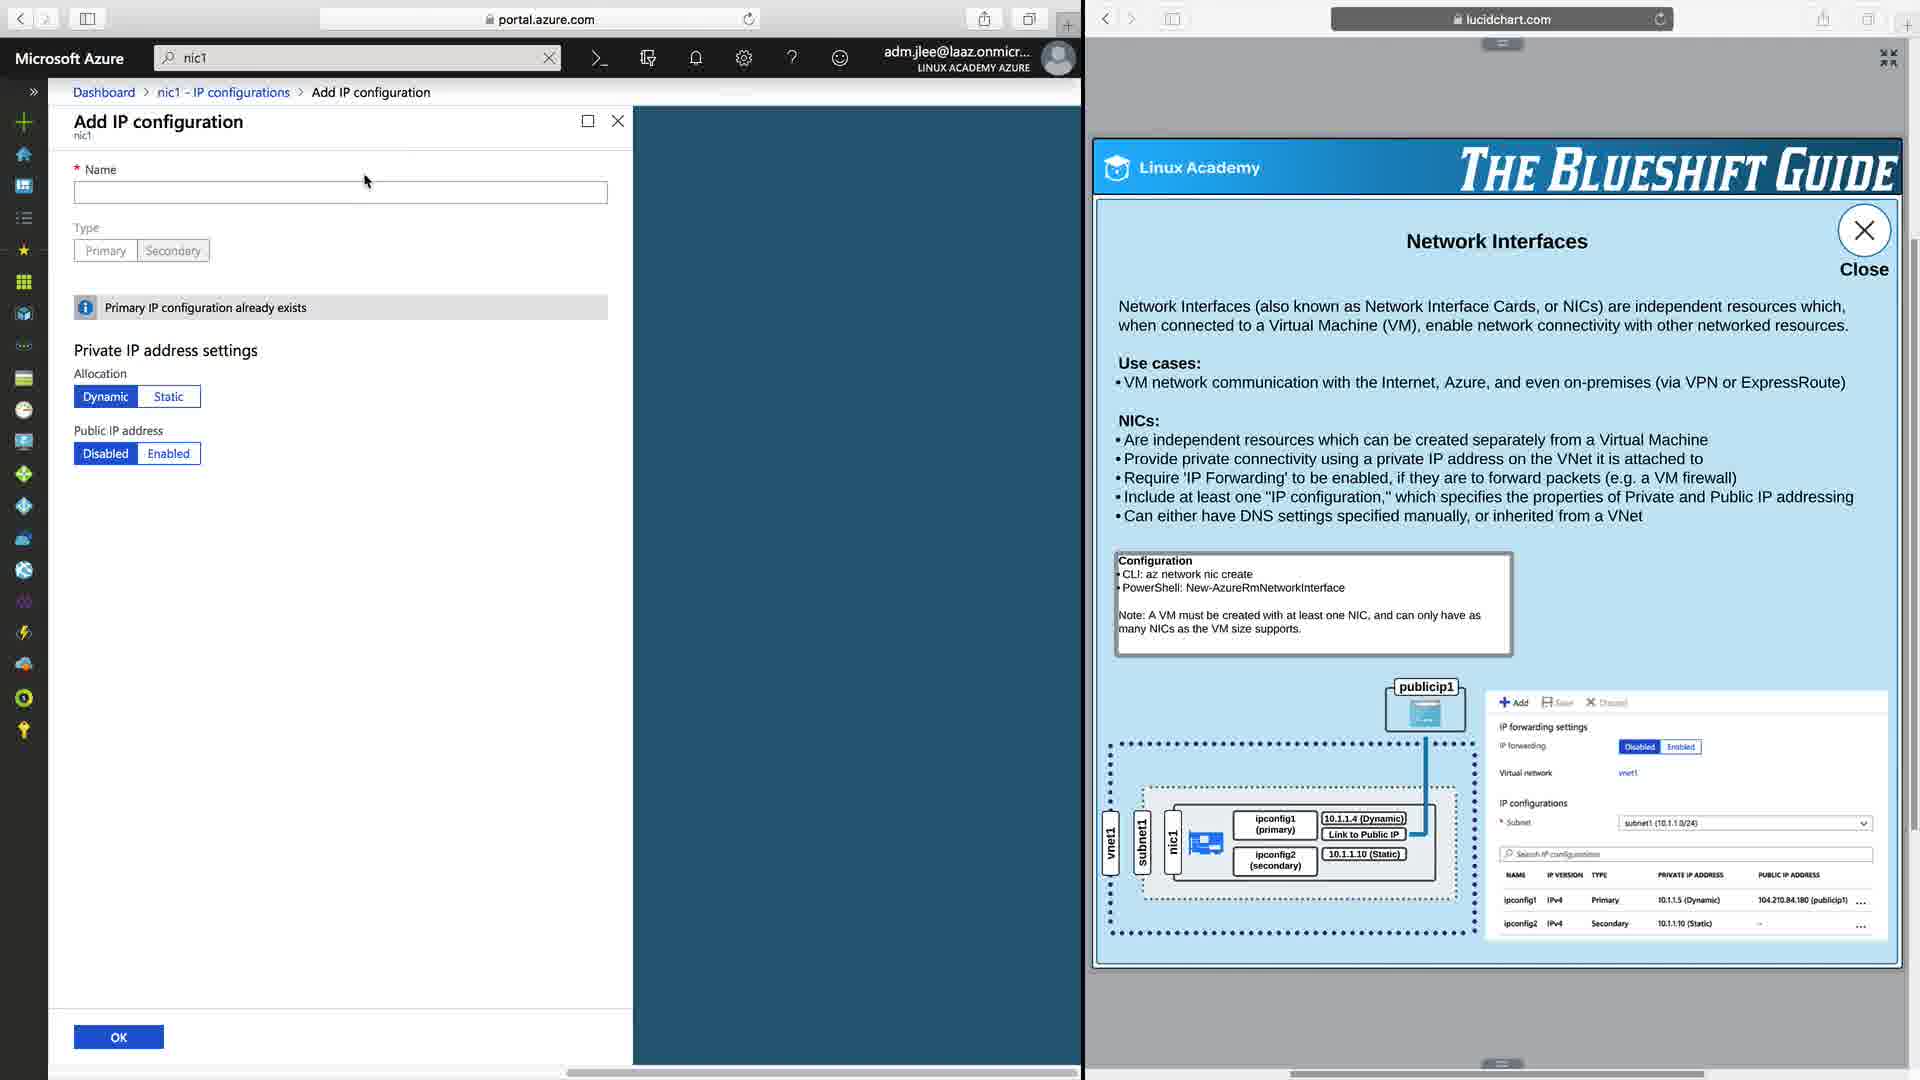 portal.azure.com
Microsoft Azure
nic1
adm.jlee@laaz.onmicr...
LINUX ACADEMY AZURE
Dashboard > nic1 - IP configurations > Add IP configuration
Add IP configuration
nic1
* Name
Type
Primary
Secondary
Primary IP configuration already exists
Private IP address settings
Allocation
Dynamic
Static
Public IP address
Disabled
Enabled
OK
lucidchart.com
Linux Academy
THE BLUESHIFT GUIDE
Network Interfaces
Close
Network Interfaces (also known as Network Interface Cards, or NICs) are independent resources which,
when connected to a Virtual Machine (VM), enable network connectivity with other networked resources.
Use cases:
• VM network communication with the Internet, Azure, and even on-premises (via VPN or ExpressRoute)
NICs:
• Are independent resources which can be created separately from a Virtual Machine
• Provide private connectivity using a private IP address on the VNet it is attached to
• Require 'IP Forwarding' to be enabled, if they are to forward packets (e.g. a VM firewall)
• Include at least one "IP configuration," which specifies the properties of Private and Public IP addressing
• Can either have DNS settings specified manually, or inherited from a VNet
Configuration
• CLI: az network nic create
• PowerShell: New-AzureRmNetworkInterface
Note: A VM must be created with at least one NIC, and can only have as
many NICs as the VM size supports.
publicip1
vnet1
subnet1
nic1
ipconfig1
(primary)
10.1.1.4 (Dynamic)
Link to Public IP
ipconfig2
(secondary)
10.1.1.10 (Static)
Add Save Discard
IP forwarding settings
IP forwarding
Disabled Enabled
Virtual network
vnet1
IP configurations
* Subnet
subnet1 (10.1.1.0/24)
Search IP configurations
NAME IP VERSION TYPE PRIVATE IP ADDRESS PUBLIC IP ADDRESS
ipconfig1 IPv4 Primary 10.1.1.5 (Dynamic) 104.210.84.180 (publicip1) ...
ipconfig2 IPv4 Secondary 10.1.1.10 (Static) - ...